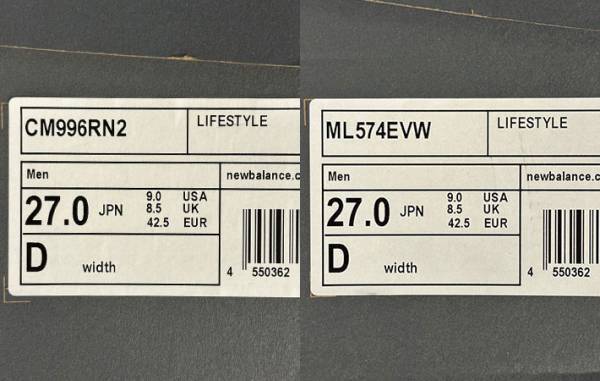 CM996RN2 LIFESTYLE
Men newbalance.c
27.0 JPN 9.0 USA
8.5 UK
42.5 EUR
D width
4 550362
ML574EVW LIFESTYLE
Men newbalance.c
27.0 JPN 9.0 USA
8.5 UK
42.5 EUR
D width
4 550362